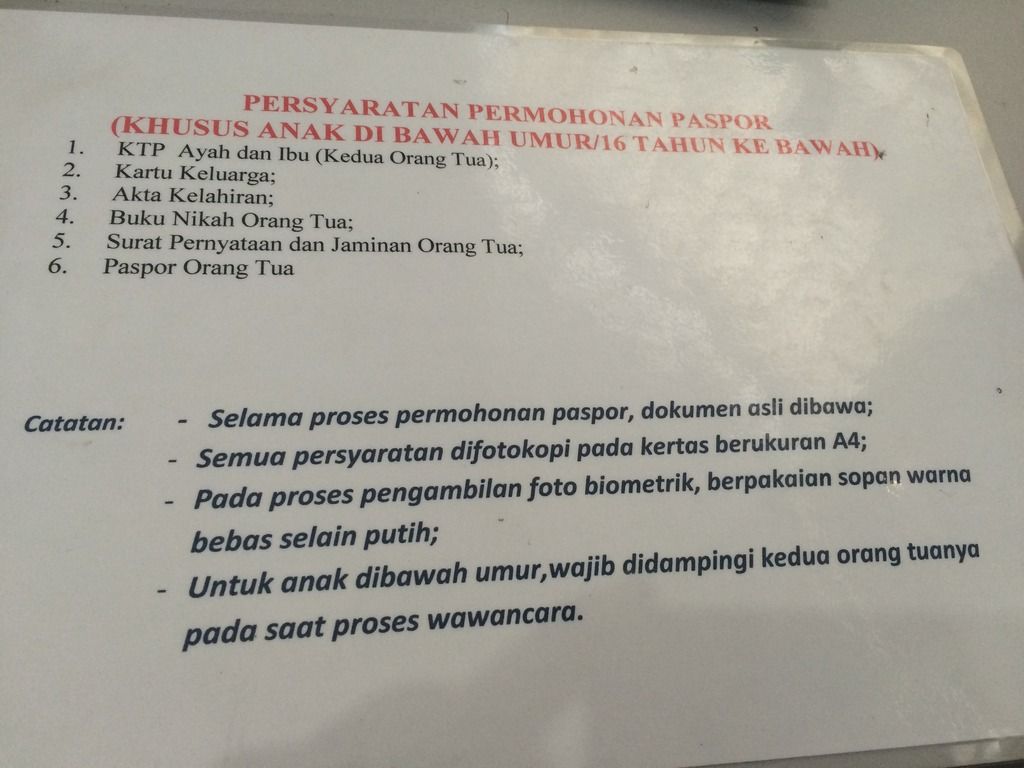 PERSYARATAN PERMOHONAN PASPOR
(KHUSUS ANAK DI BAWAH UMUR/16 TAHUN KE BAWAH)
1. KTP Ayah dan Ibu (Kedua Orang Tua);
2. Kartu Keluarga;
3. Akta Kelahiran;
4. Buku Nikah Orang Tua;
5. Surat Pernyataan dan Jaminan Orang Tua;
6. Paspor Orang Tua
Catatan: - Selama proses permohonan paspor, dokumen asli dibawa;
- Semua persyaratan difotokopi pada kertas berukuran A4;
- Pada proses pengambilan foto biometrik, berpakaian sopan warna
bebas selain putih;
- Untuk anak dibawah umur,wajib didampingi kedua orang tuanya
pada saat proses wawancara.